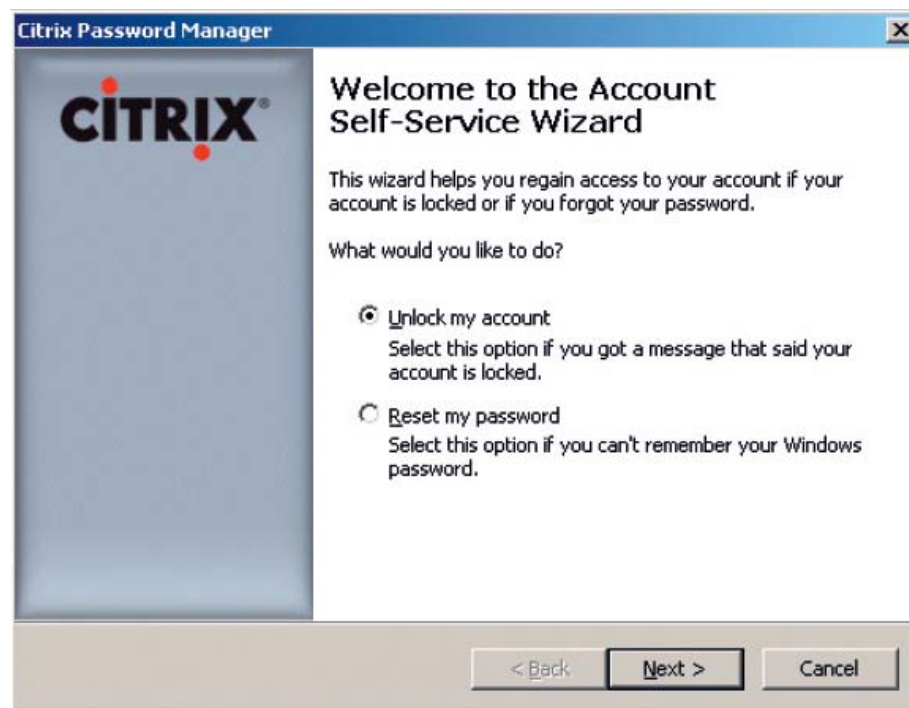 Citrix Password Manager
CİTRỊX®
Welcome to the Account
Self-Service Wizard
This wizard helps you regain access to your account if your
account is locked or if you forgot your password.
What would you like to do?
Unlock my account
Select this option if you got a message that said your
account is locked.
Reset my password
Select this option if you can't remember your Windows
password.
< Back
Next >
Cancel